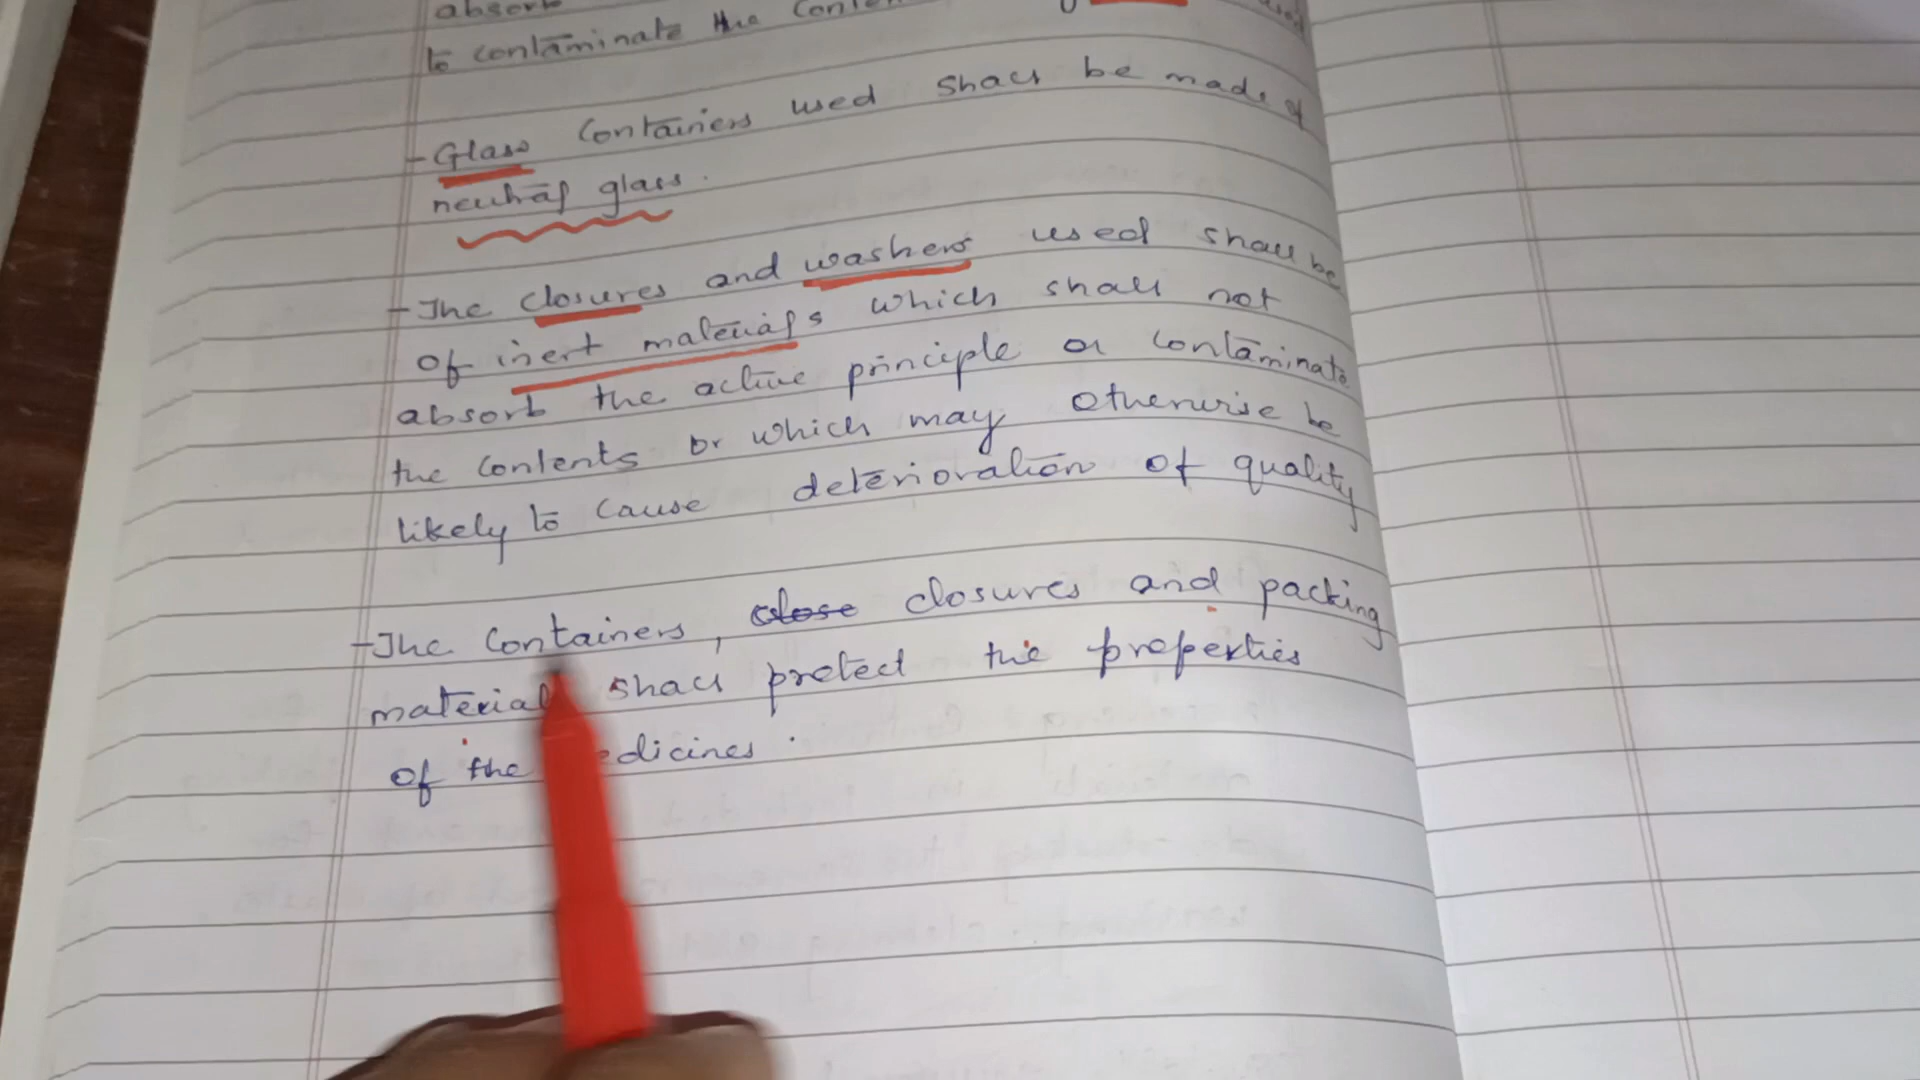 absorb
to contaminate the
- Glass containers used shall be made of
neutral glass.
- The closures and washers used shall be
of inert materials which shall not
absorb the active principle or contaminate
the contents or which may otherwise be
likely to cause deterioration of quality
- The containers, close closures and packing
material shall protect the properties
of the medicines.